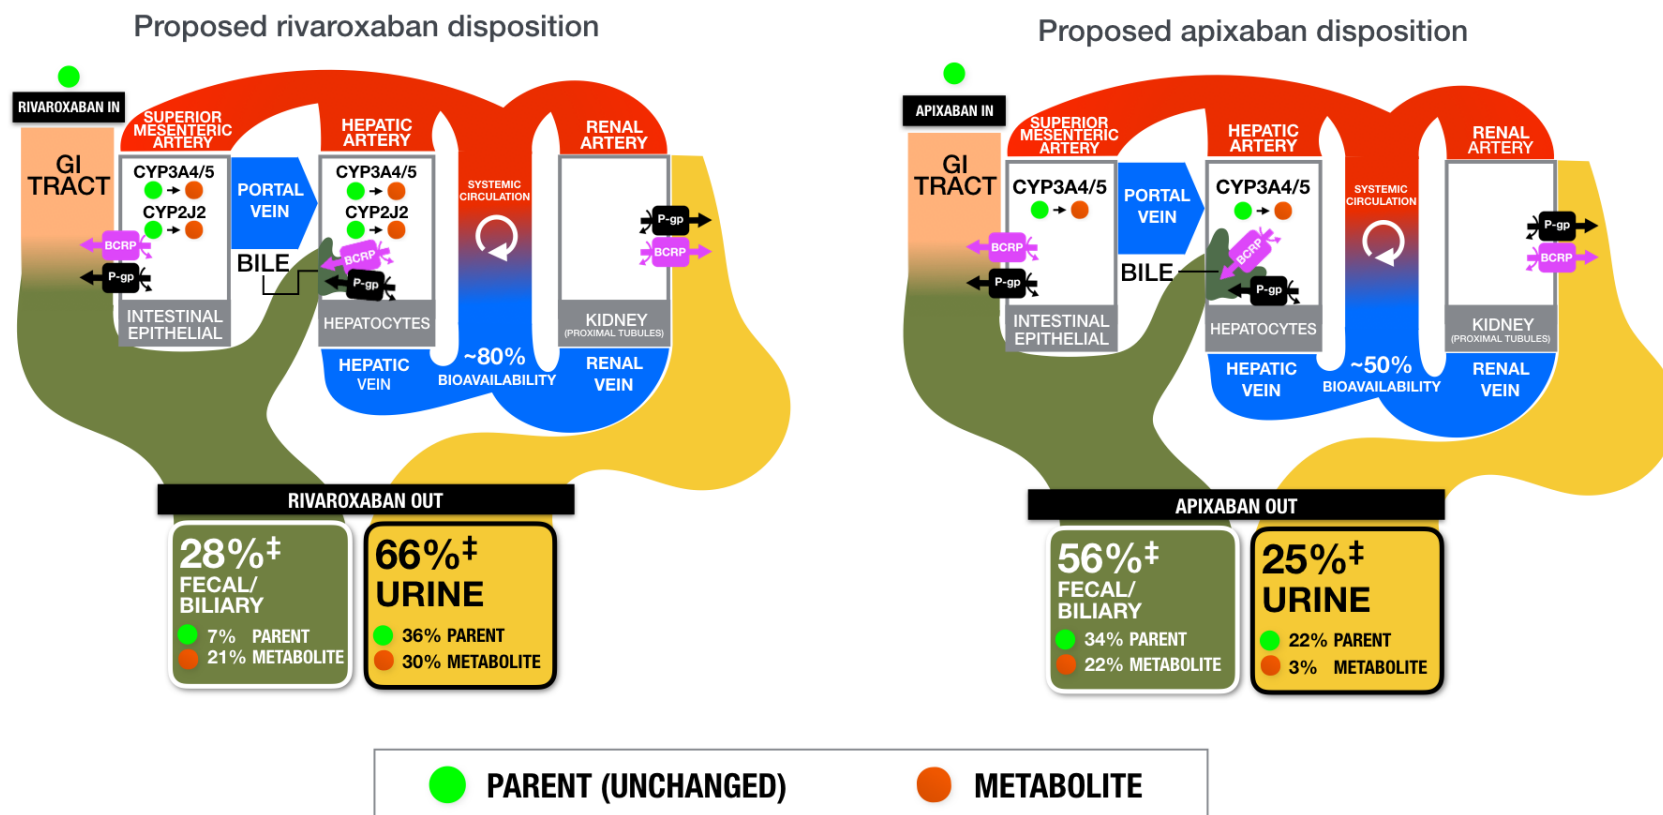 Proposed rivaroxaban disposition
RIVAROXABAN IN
GI
TRACT
SUPERIOR
MESENTERIC
ARTERY
HEPATIC
ARTERY
RENAL
ARTERY
CYP3A4/5
CYP2J2
PORTAL
VEIN
CYP3A4/5
CYP2J2
SYSTEMIC
CIRCULATION
BCRP
P-gp
BILE
BCRP
P-gp
P-gp
BCRP
INTESTINAL
EPITHELIAL
HEPATOCYTES
KIDNEY
(PROXIMAL TUBULES)
HEPATIC
VEIN
~80%
BIOAVAILABILITY
RENAL
VEIN
RIVAROXABAN OUT
28%‡
FECAL/
BILIARY
7% PARENT
21% METABOLITE
66%‡
URINE
36% PARENT
30% METABOLITE
Proposed apixaban disposition
APIXABAN IN
GI
TRACT
SUPERIOR
MESENTERIC
ARTERY
HEPATIC
ARTERY
RENAL
ARTERY
CYP3A4/5
PORTAL
VEIN
CYP3A4/5
SYSTEMIC
CIRCULATION
BCRP
P-gp
BILE
BCRP
P-gp
P-gp
BCRP
INTESTINAL
EPITHELIAL
HEPATOCYTES
KIDNEY
(PROXIMAL TUBULES)
HEPATIC
VEIN
~50%
BIOAVAILABILITY
RENAL
VEIN
APIXABAN OUT
56%‡
FECAL/
BILIARY
34% PARENT
22% METABOLITE
25%‡
URINE
22% PARENT
3% METABOLITE
PARENT (UNCHANGED)
METABOLITE